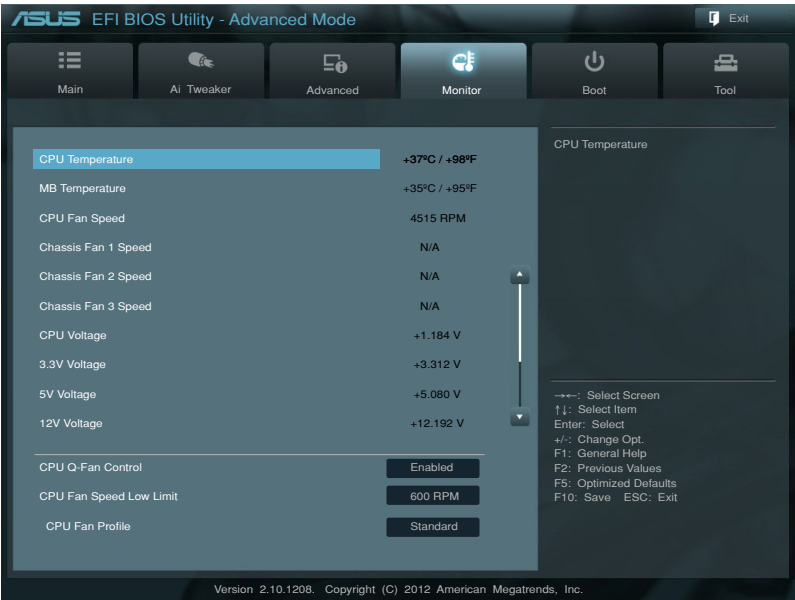 ASUS EFI BIOS Utility - Advanced Mode Exit
Main Ai Tweaker Advanced Monitor Boot Tool
CPU Temperature +37ºC / +98ºF
MB Temperature +35ºC / +95ºF
CPU Fan Speed 4515 RPM
Chassis Fan 1 Speed N/A
Chassis Fan 2 Speed N/A
Chassis Fan 3 Speed N/A
CPU Voltage +1.184 V
3.3V Voltage +3.312 V
5V Voltage +5.080 V
12V Voltage +12.192 V
CPU Q-Fan Control Enabled
CPU Fan Speed Low Limit 600 RPM
CPU Fan Profile Standard
CPU Temperature
→←: Select Screen
↑↓: Select Item
Enter: Select
+/-: Change Opt.
F1: General Help
F2: Previous Values
F5: Optimized Defaults
F10: Save ESC: Exit
Version 2.10.1208. Copyright (C) 2012 American Megatrends, Inc.